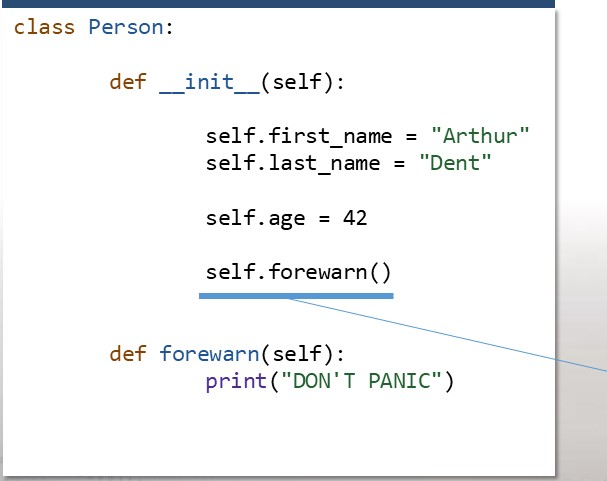 class Person:
def __init__(self):
self.first_name = "Arthur"
self.last_name = "Dent"
self.age = 42
self.forewarn()
def forewarn(self):
print("DON'T PANIC")